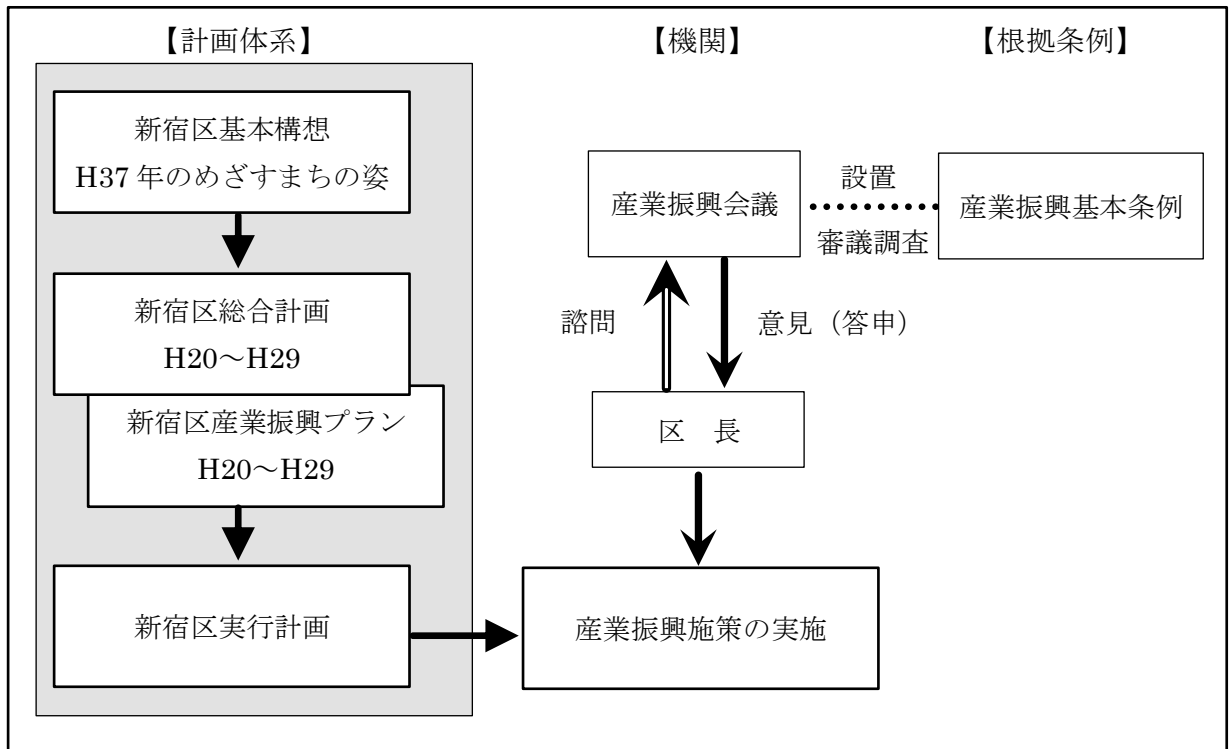 【計画体系】
【機関】
【根拠条例】
新宿区基本構想
H37年のめざすまちの姿
新宿区総合計画
H20～H29
新宿区産業振興プラン
H20～H29
新宿区実行計画
産業振興会議
設置
審議調査
産業振興基本条例
諮問
意見（答申）
区　長
産業振興施策の実施